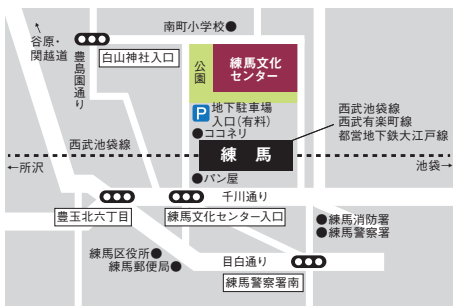 南町小学校●
谷原・
関越道
豊島園通り
白山神社入口
公園
練馬文化
センター
P
地下駐車場
入口(有料)
●ココネリ
西武池袋線
西武有楽町線
都営地下鉄大江戸線
西武池袋線
練馬
←所沢
池袋→
●パン屋
千川通り
豊玉北六丁目
練馬文化センター入口
●練馬消防署
●練馬警察署
練馬区役所●
練馬郵便局●
目白通り
練馬警察署南